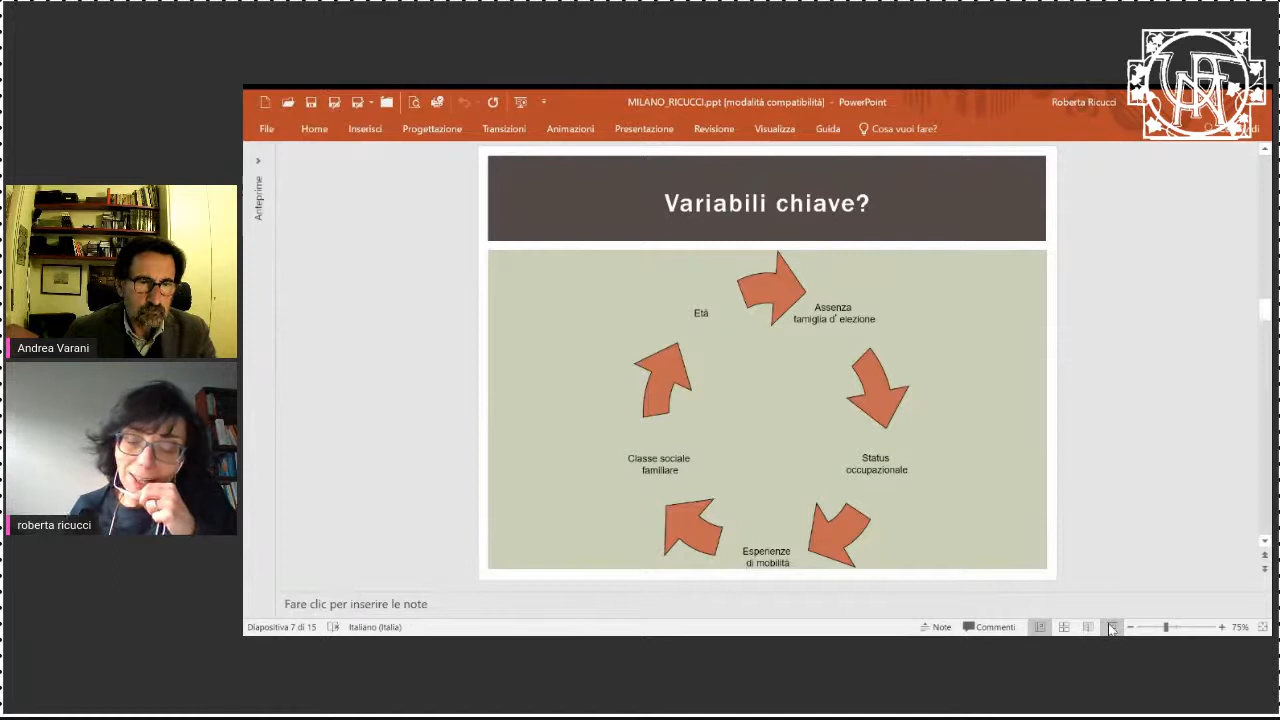 MILANO_RICUCCI.ppt [modalità compatibilità] - PowerPoint
Roberta Ricucci
File Home Inserisci Progettazione Transizioni Animazioni Presentazione Revisione Visualizza Guida Cosa vuoi fare?
Anteprime
Variabili chiave?
Età
Assenza
famiglia d' elezione
Status
occupazionale
Esperienze
di mobilità
Classe sociale
familiare
Andrea Varani
roberta ricucci
Fare clic per inserire le note
Diapositiva 7 di 15 Italiano (Italia) Note Commenti 75%